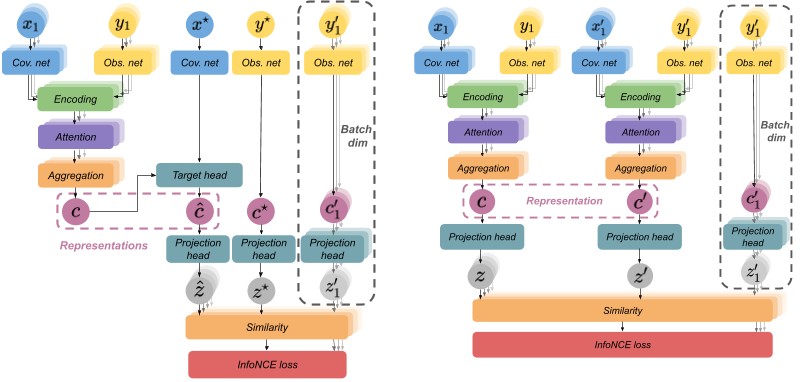 x₁ y₁ x⋆ y⋆ y′₁
Cov. net Obs. net Cov. net Obs. net Obs. net
Encoding
Attention
Batch
dim
Aggregation
Target head
c ĉ c⋆ c′₁
Representations
Projection
head
Projection
head
Projection
head
ẑ z⋆ z′₁
Similarity
InfoNCE loss
x₁ y₁ x′₁ y′₁ y′₁
Cov. net Obs. net Cov. net Obs. net Obs. net
Encoding Encoding
Attention Attention
Batch
dim
Aggregation Aggregation
c Representation c′ c′₁
Projection head Projection head
Projection
head
z z′ z′₁
Similarity
InfoNCE loss